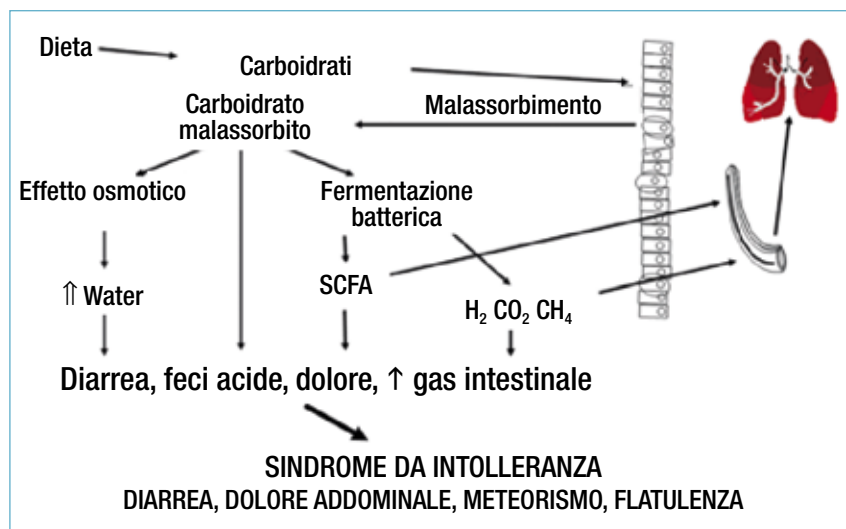 Dieta
Carboidrati
Carboidrato
malassorbito
Malassorbimento
Effetto osmotico
Fermentazione
batterica
⇑ Water
SCFA
H₂ CO₂ CH₄
Diarrea, feci acide, dolore, ↑ gas intestinale
SINDROME DA INTOLLERANZA
DIARREA, DOLORE ADDOMINALE, METEORISMO, FLATULENZA